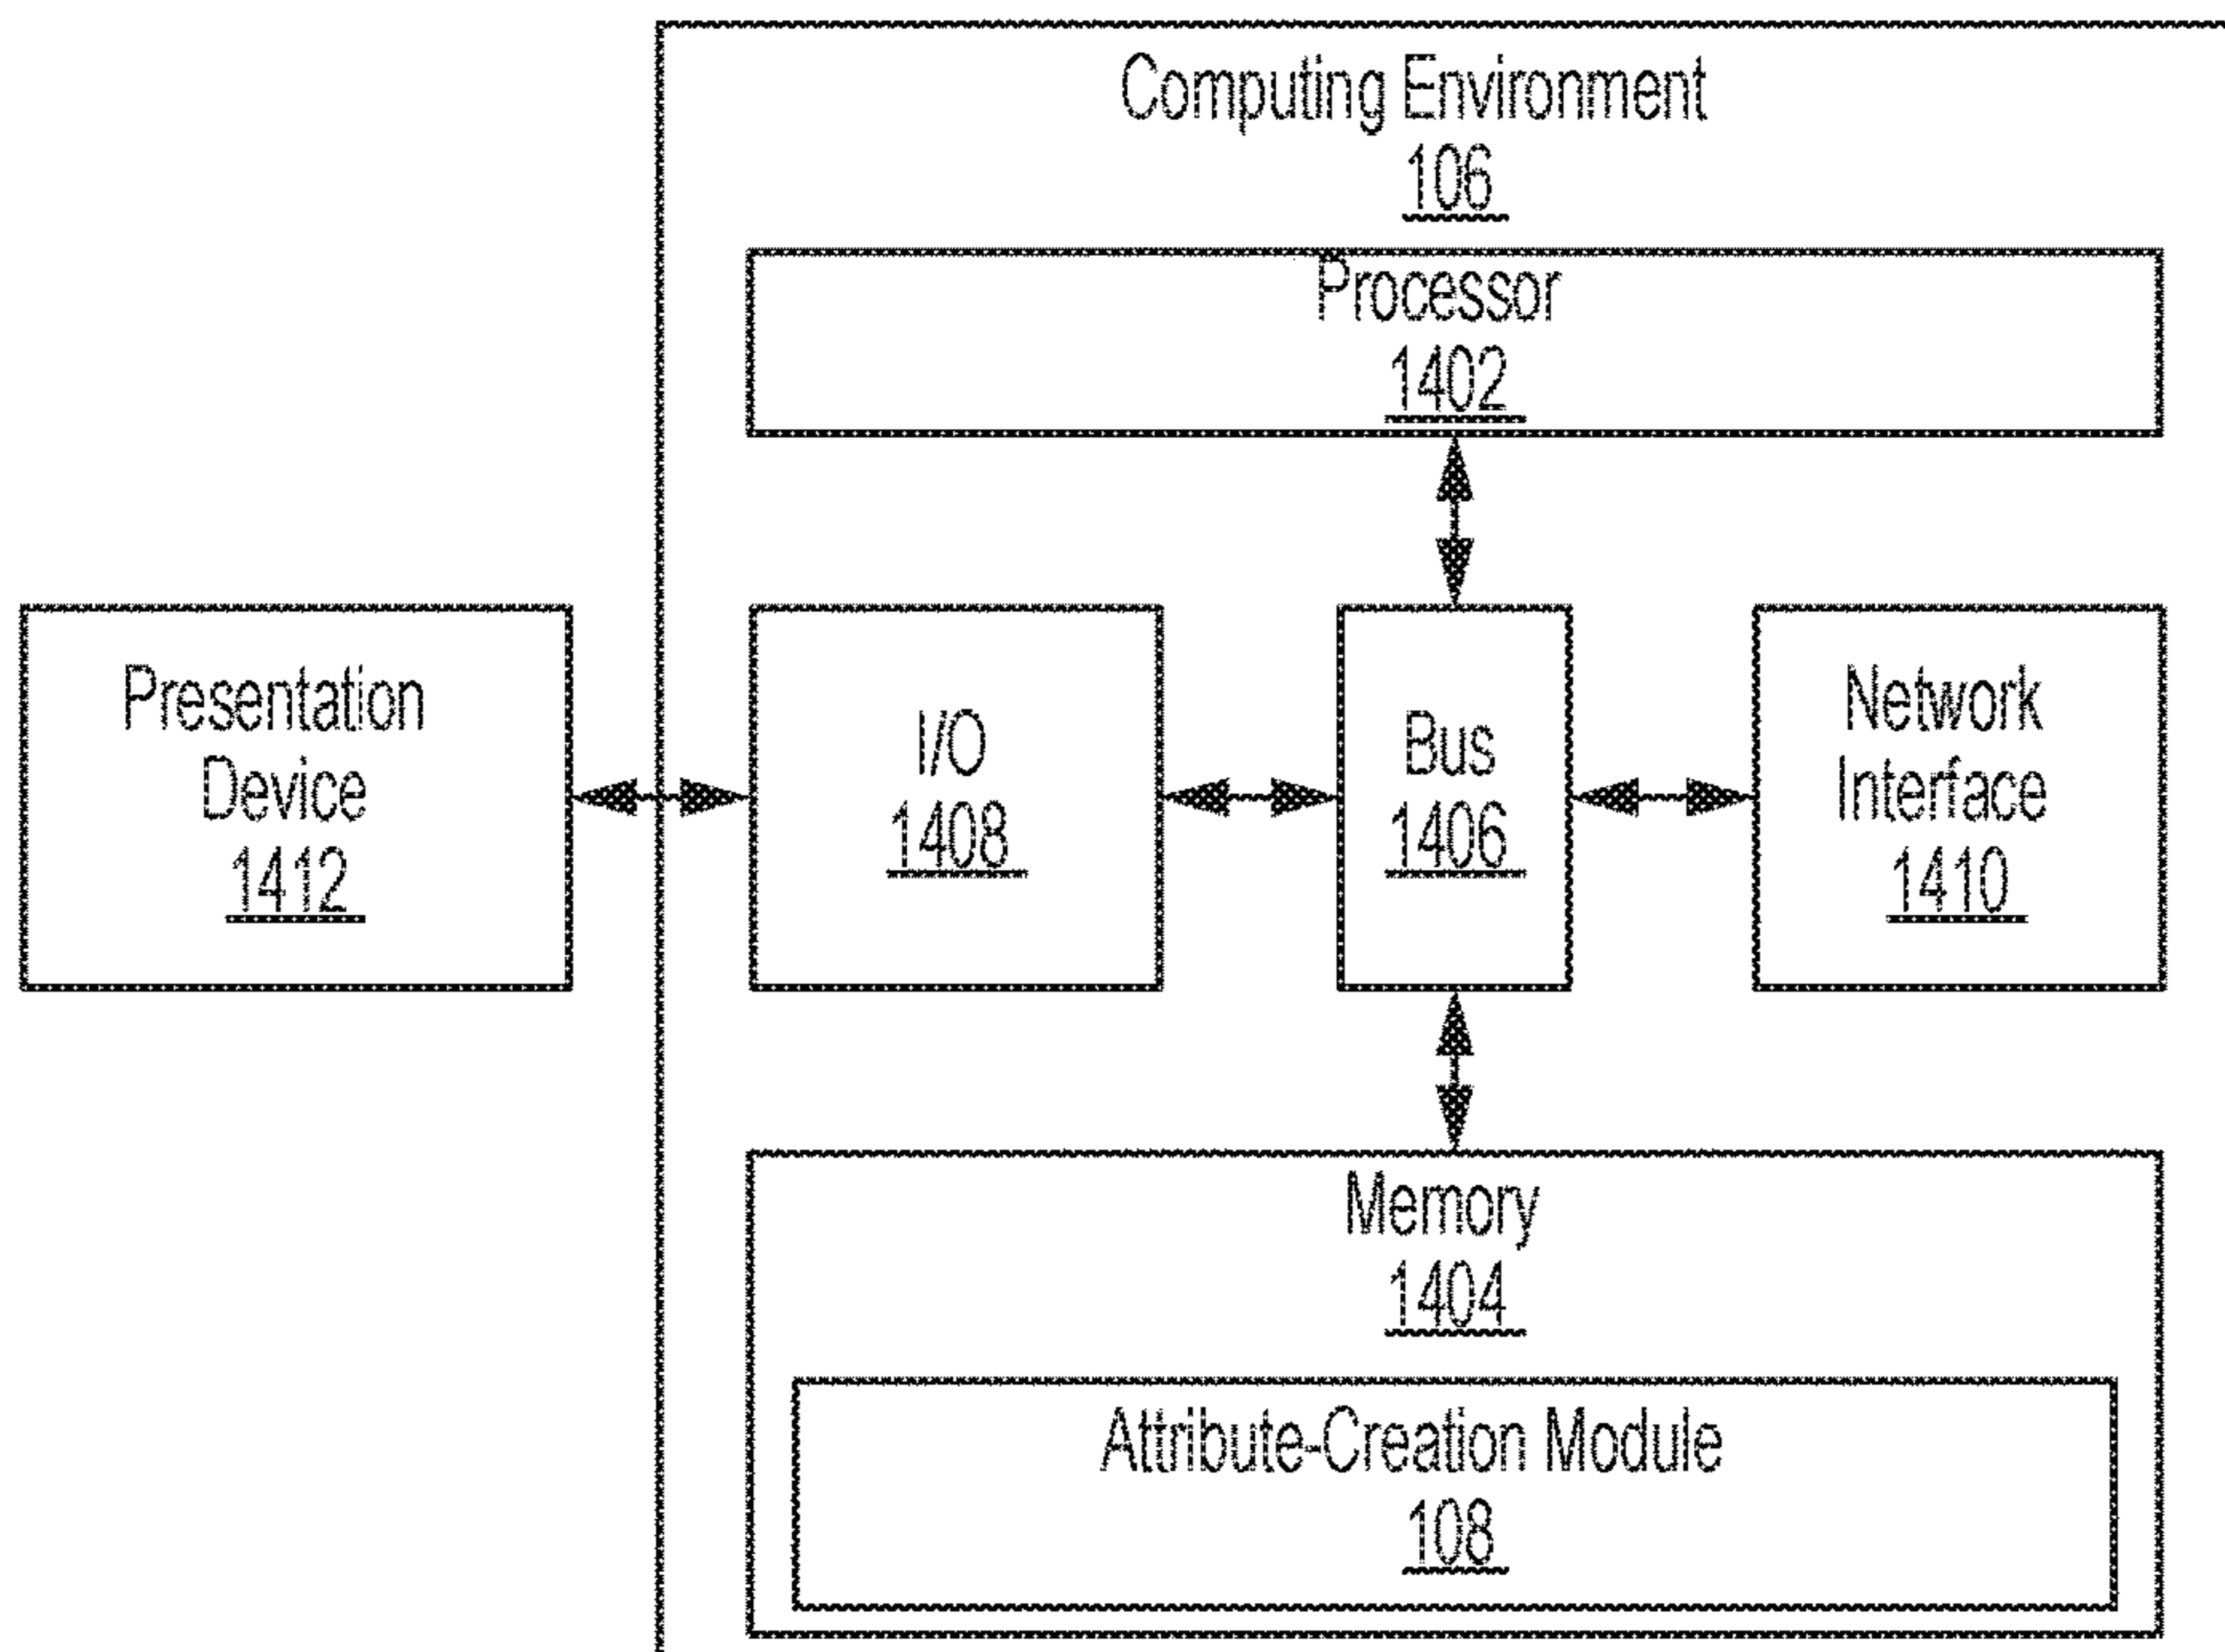 Computing Environment
106
Processor
1402
Presentation
Device
1412
I/O
1408
Bus
1406
Network
Interface
1410
Memory
1404
Attribute-Creation Module
108